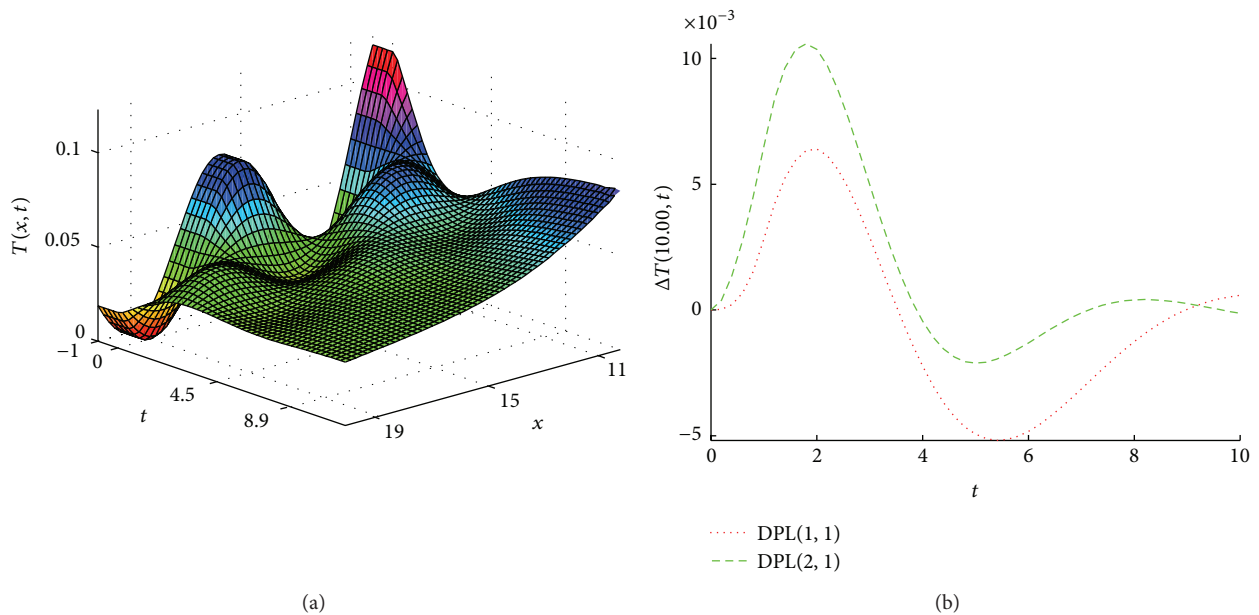 0.1
0.05
0
T(x, t)
−1
0
4.5
8.9
t
19
15
11
x
(a)
×10⁻³
10
5
0
−5
ΔT(10.00, t)
0
2
4
6
8
10
t
DPL(1, 1)
DPL(2, 1)
(b)